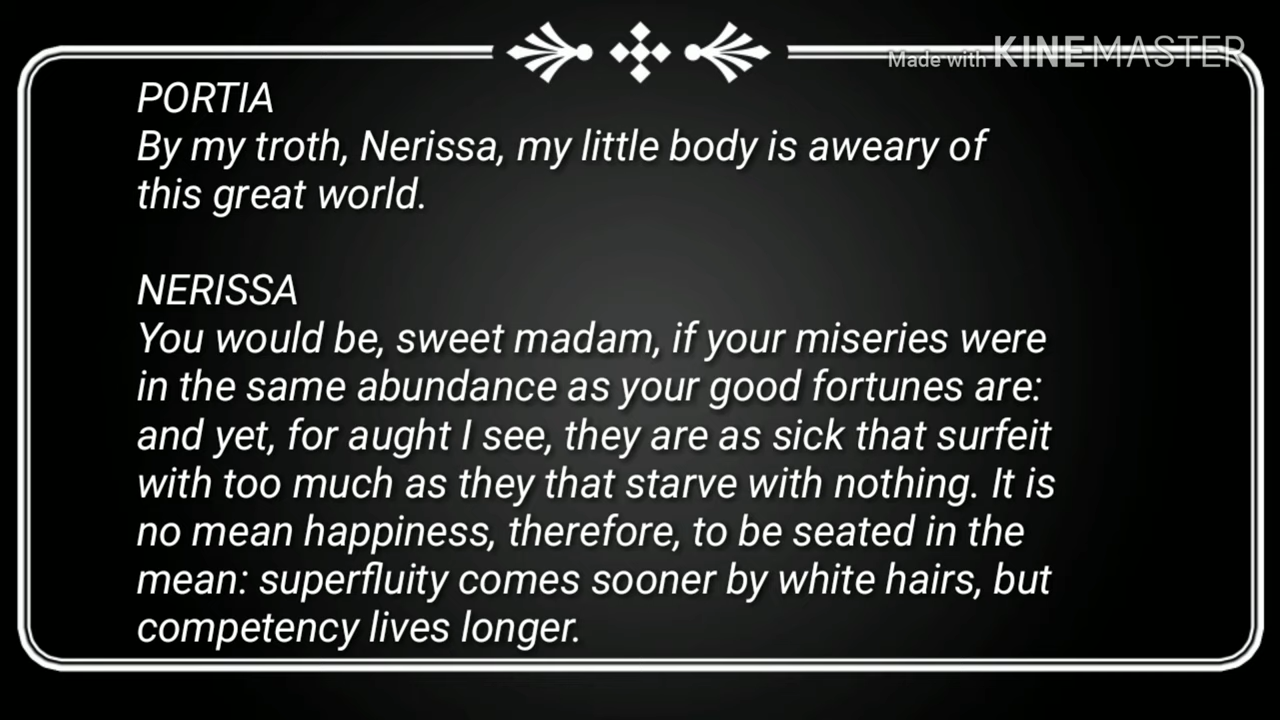 Made with KINEMASTER
PORTIA
By my troth, Nerissa, my little body is aweary of
this great world.
NERISSA
You would be, sweet madam, if your miseries were
in the same abundance as your good fortunes are:
and yet, for aught I see, they are as sick that surfeit
with too much as they that starve with nothing. It is
no mean happiness, therefore, to be seated in the
mean: superfluity comes sooner by white hairs, but
competency lives longer.